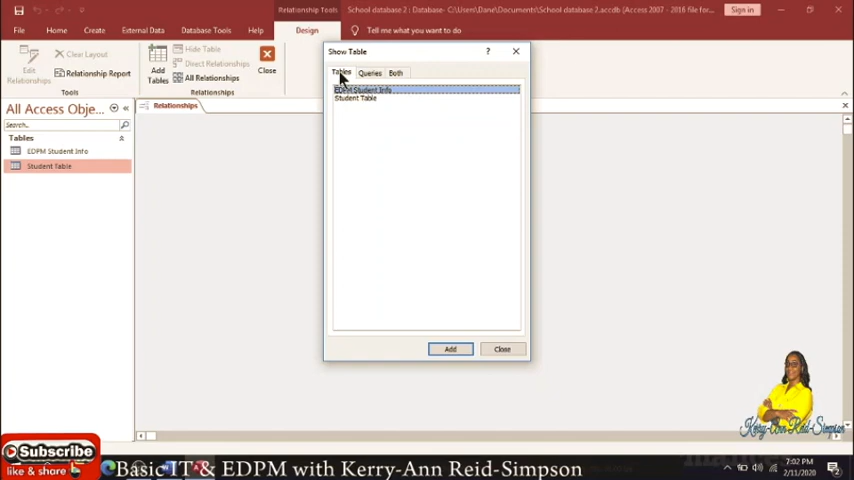 Relationship Tools
School database 2 : Database- C:\Users\Dane\Documents\School database 2.accdb (Access 2007 - 2016 file for...
Sign in
File
Home
Create
External Data
Database Tools
Help
Design
Tell me what you want to do
Edit
Relationships
Clear Layout
Relationship Report
Tools
Add
Tables
Hide Table
Direct Relationships
All Relationships
Relationships
Close
Show Table
?
Tables
Queries
Both
EDPM Student Info
Student Table
Add
Close
All Access Obje...
Search...
Tables
EDPM Student Info
Student Table
Relationships
Kerry-Ann Reid-Simpson
Subscribe
like & share
Basic IT & EDPM with Kerry-Ann Reid-Simpson
7:02 PM
2/11/2020
2